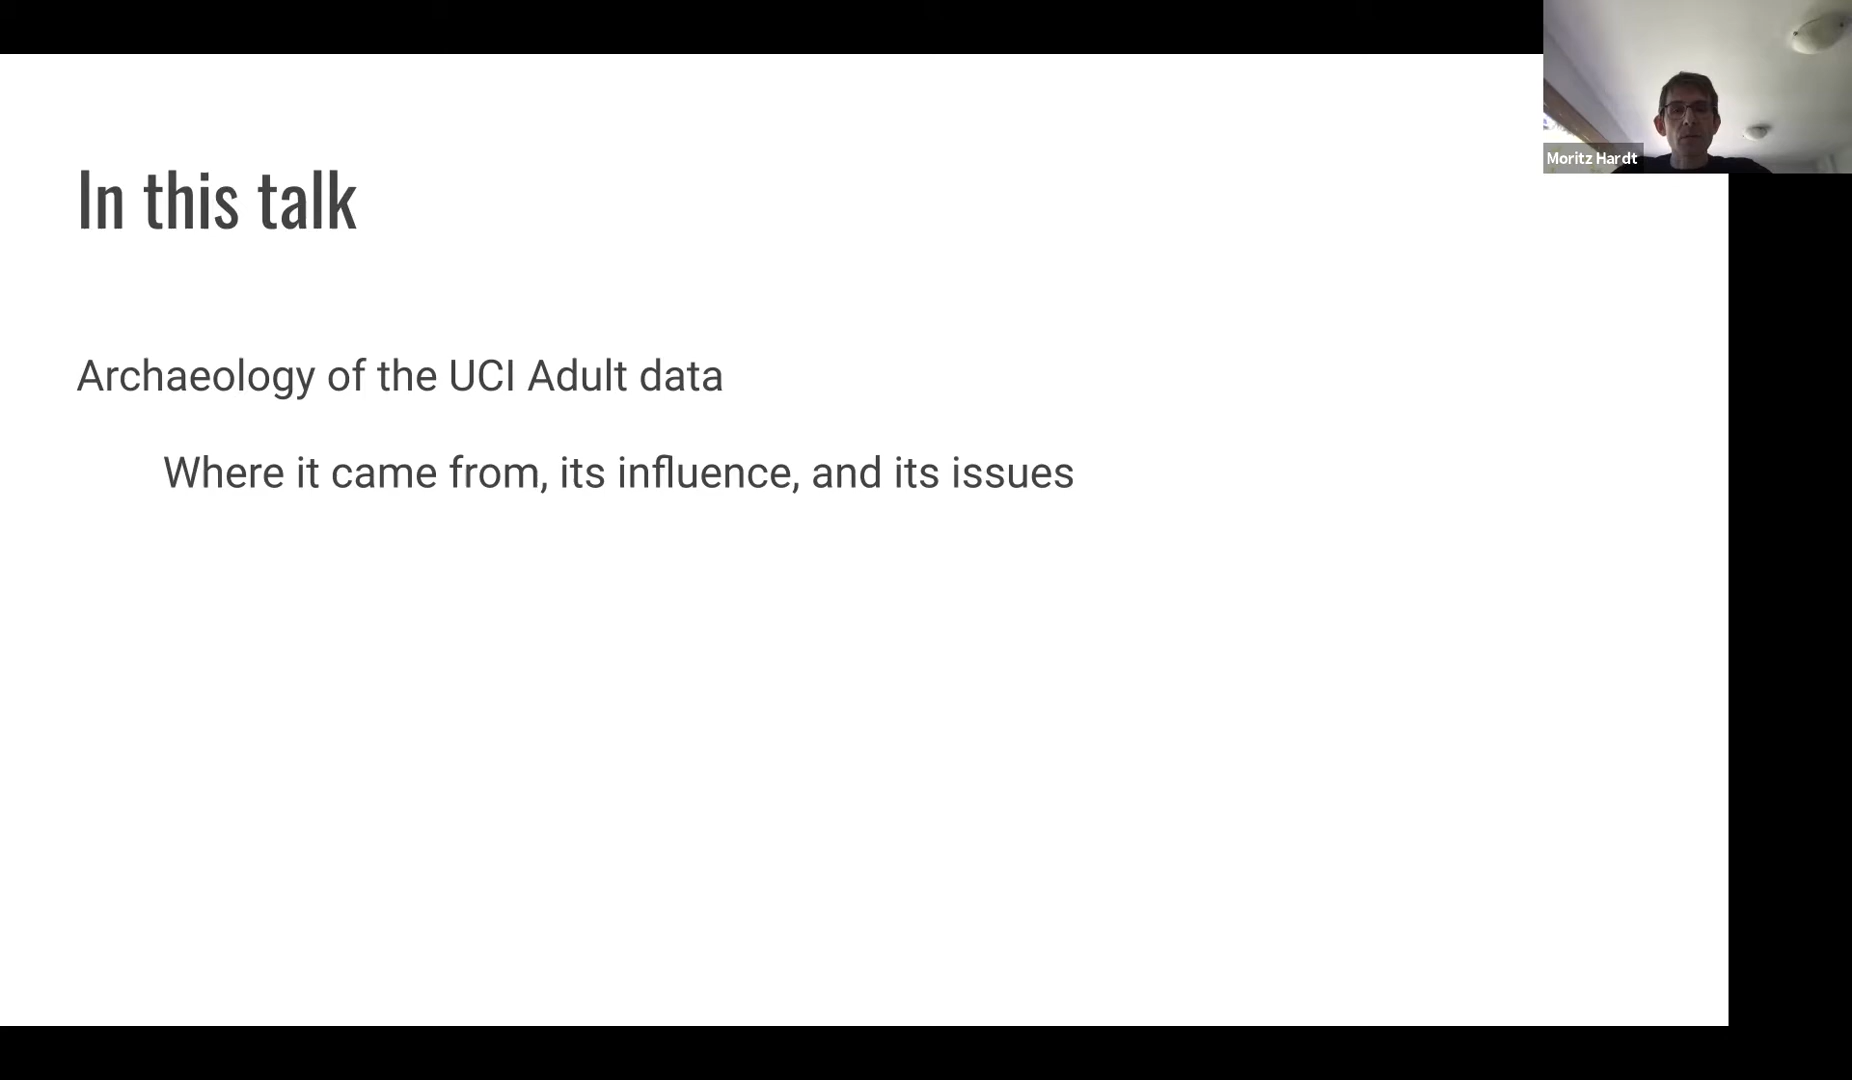 In this talk
Archaeology of the UCI Adult data
Where it came from, its influence, and its issues
Moritz Hardt